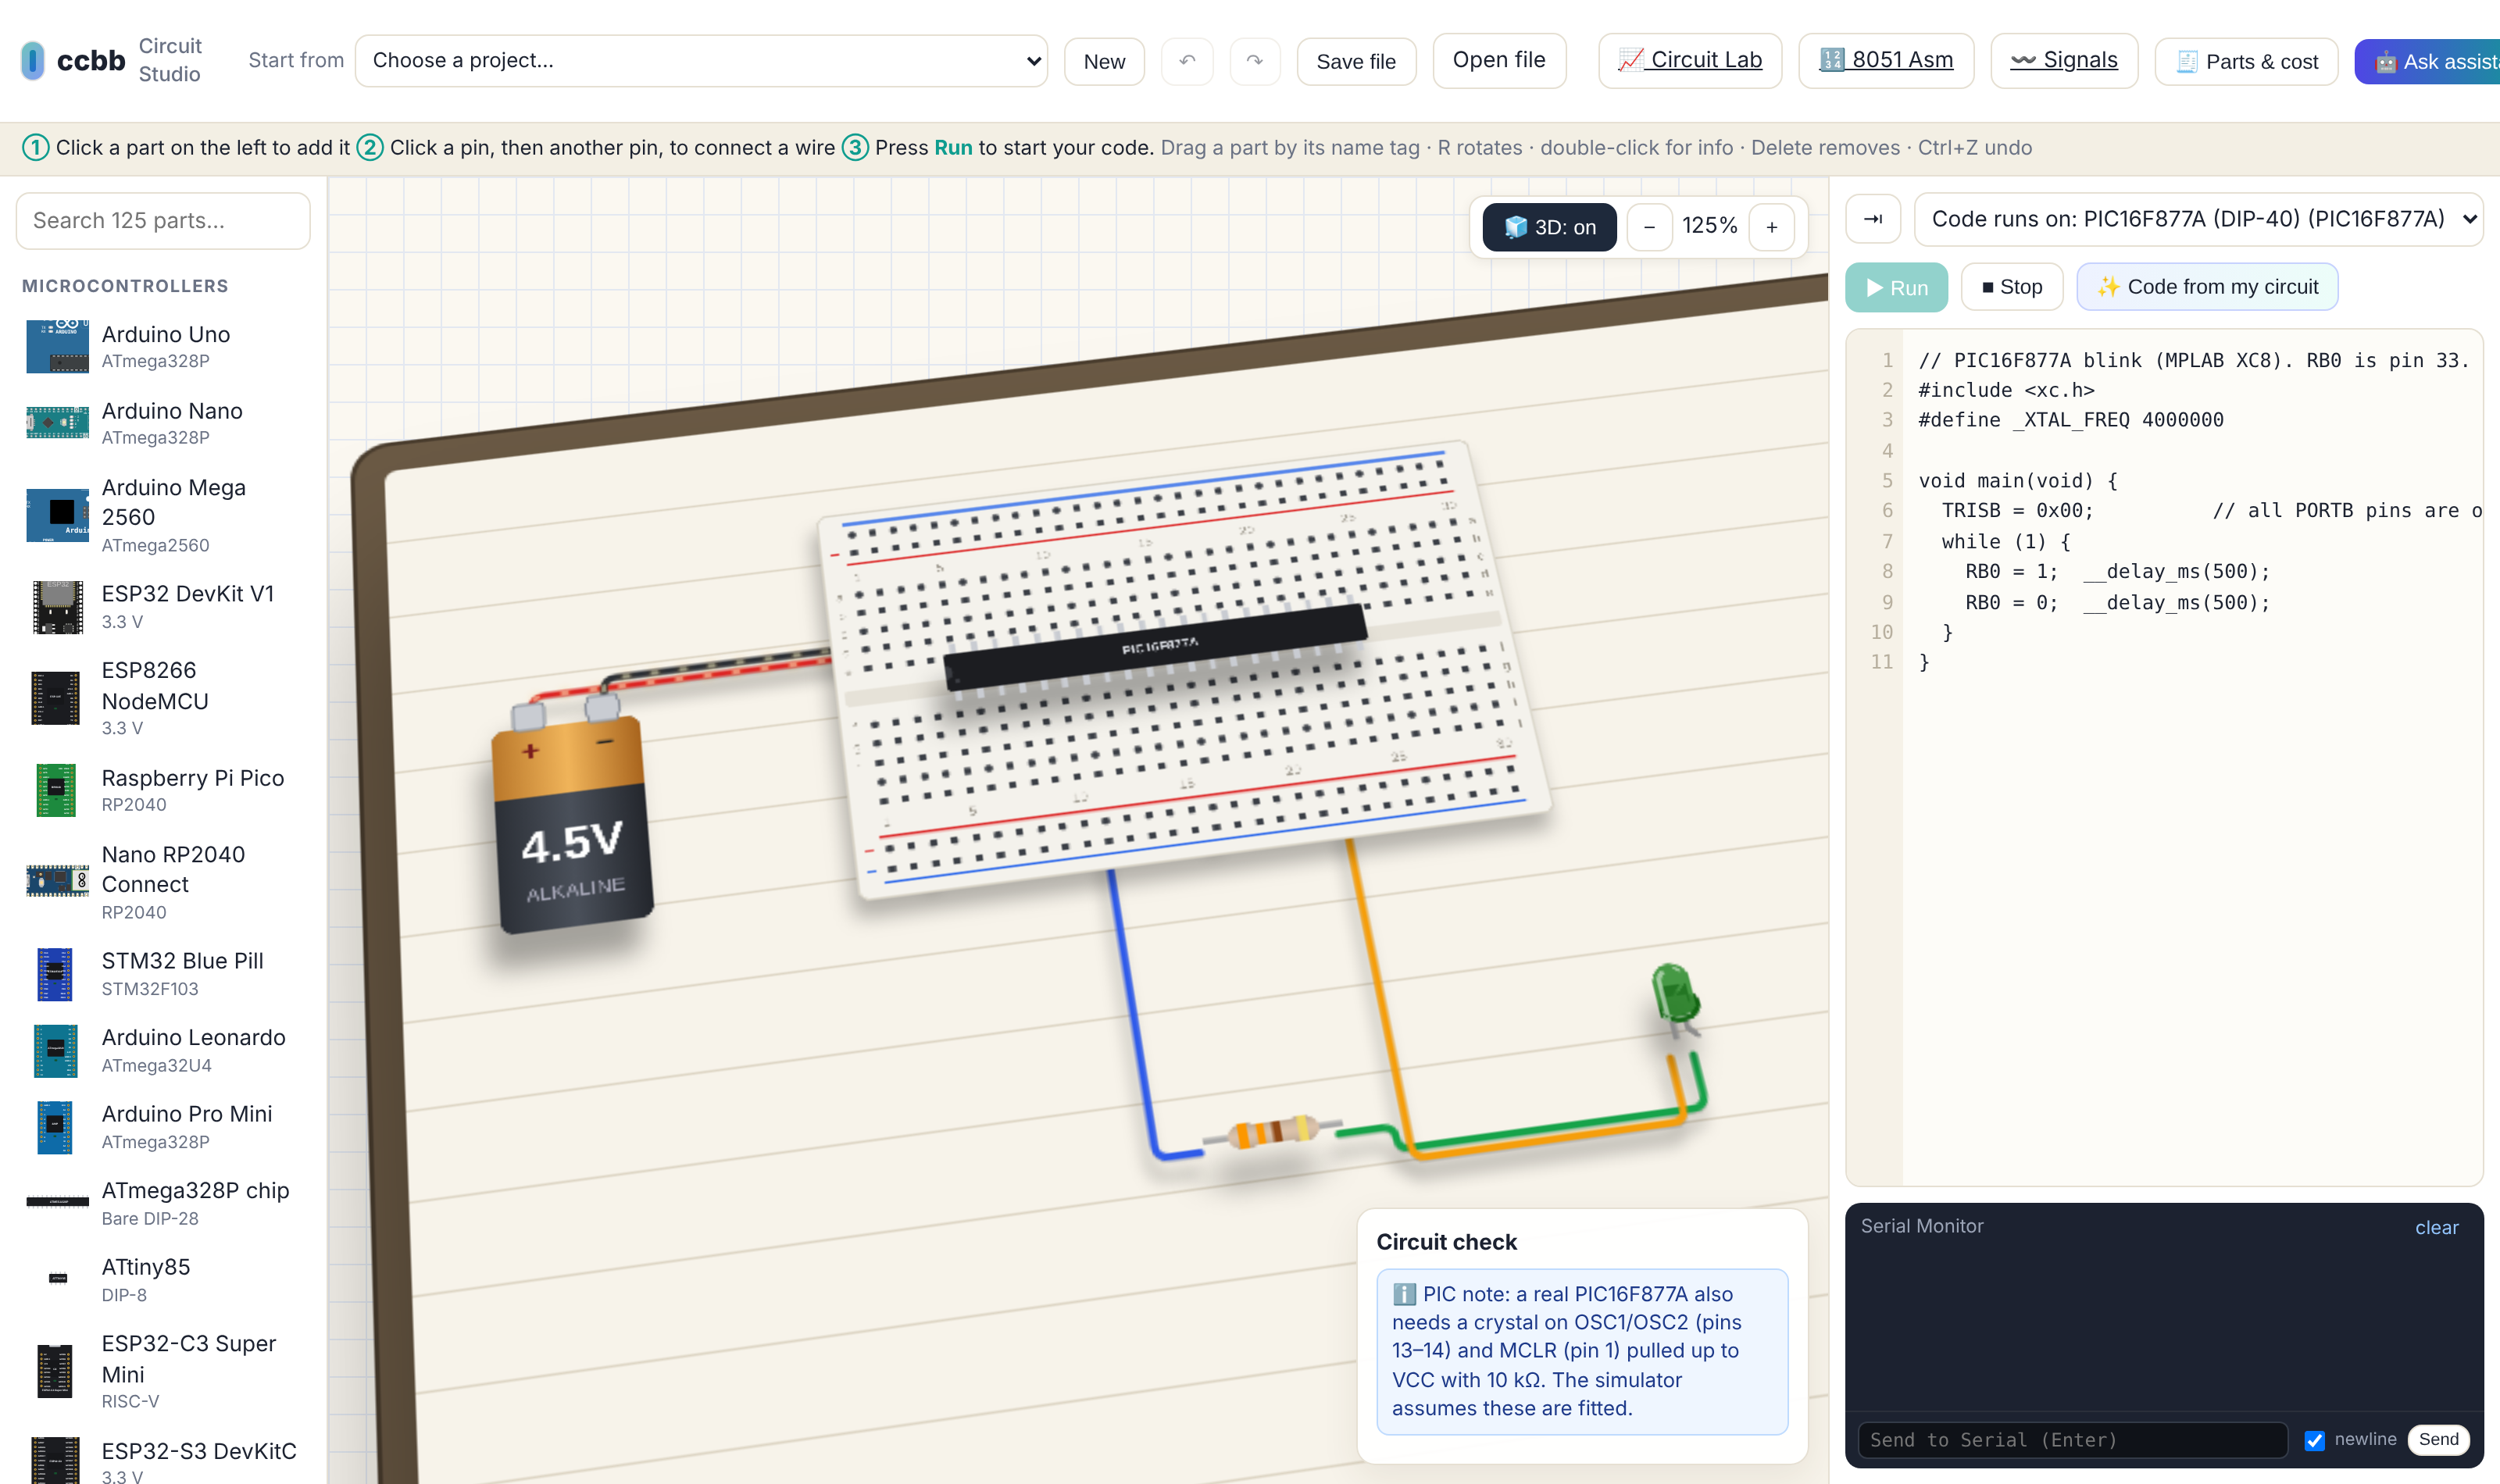 ccbb
Circuit
Studio
Start from
Choose a project...
New
↶
↷
Save file
Open file
📈 Circuit Lab
🔢 8051 Asm
〰️ Signals
🧾 Parts & cost
🤖 Ask assist
1 Click a part on the left to add it 2 Click a pin, then another pin, to connect a wire 3 Press Run to start your code. Drag a part by its name tag · R rotates · double-click for info · Delete removes · Ctrl+Z undo
Search 125 parts...
MICROCONTROLLERS
Arduino Uno
ATmega328P
Arduino Nano
ATmega328P
Arduino Mega
2560
ATmega2560
ESP32 DevKit V1
3.3 V
ESP8266
NodeMCU
3.3 V
Raspberry Pi Pico
RP2040
Nano RP2040
Connect
RP2040
STM32 Blue Pill
STM32F103
Arduino Leonardo
ATmega32U4
Arduino Pro Mini
ATmega328P
ATmega328P chip
Bare DIP-28
ATtiny85
DIP-8
ESP32-C3 Super
Mini
RISC-V
ESP32-S3 DevKitC
3.3 V
🧊 3D: on
−
125%
+
PIC16F877A
+ −
4.5V
ALKALINE
Circuit check
ℹ️ PIC note: a real PIC16F877A also
needs a crystal on OSC1/OSC2 (pins
13–14) and MCLR (pin 1) pulled up to
VCC with 10 kΩ. The simulator
assumes these are fitted.
⇥
Code runs on: PIC16F877A (DIP-40) (PIC16F877A)
▶ Run
■ Stop
✨ Code from my circuit
1 // PIC16F877A blink (MPLAB XC8). RB0 is pin 33.
2 #include <xc.h>
3 #define _XTAL_FREQ 4000000
4
5 void main(void) {
6 TRISB = 0x00; // all PORTB pins are o
7 while (1) {
8 RB0 = 1; __delay_ms(500);
9 RB0 = 0; __delay_ms(500);
10 }
11 }
Serial Monitor
clear
Send to Serial (Enter)
newline
Send